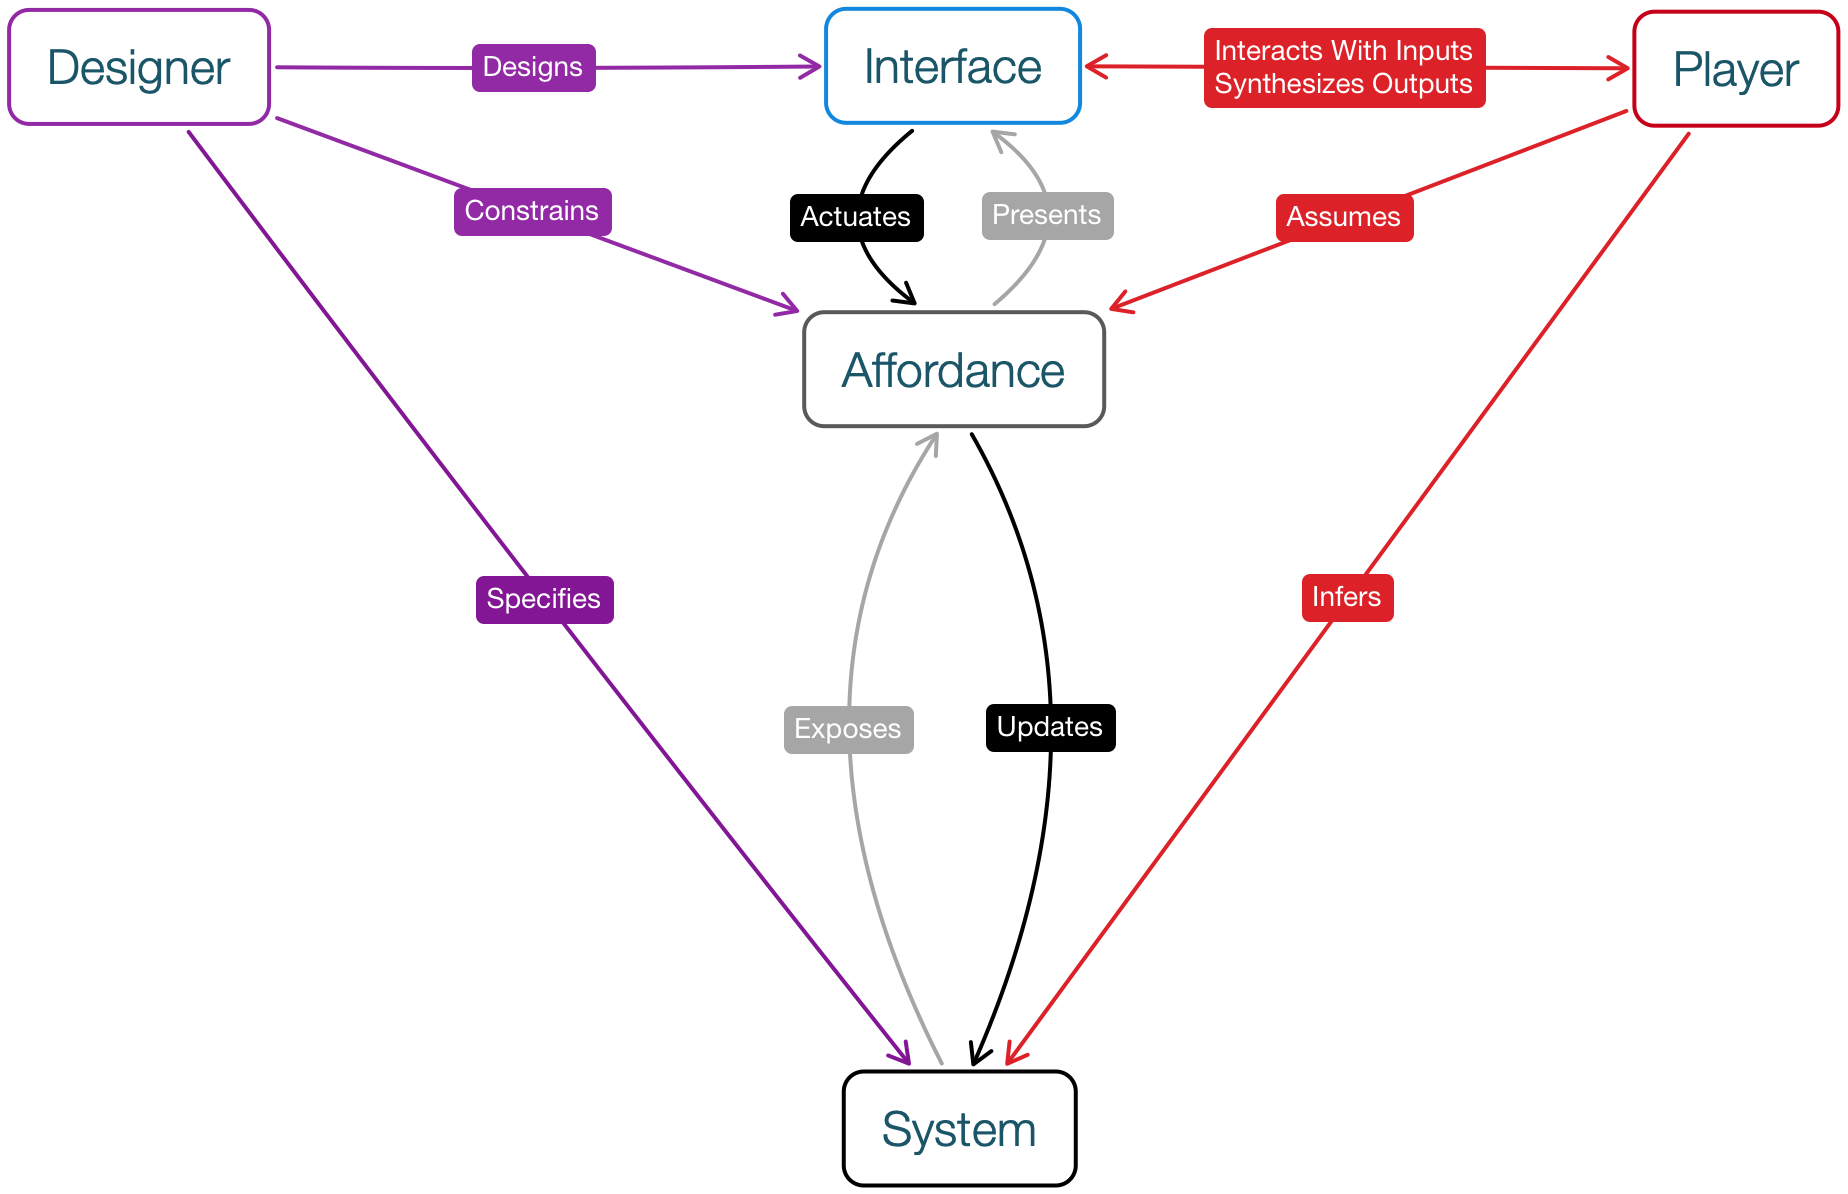 Designer
Designs
Interface
Interacts With Inputs
Synthesizes Outputs
Player
Constrains
Actuates
Presents
Assumes
Affordance
Specifies
Infers
Exposes
Updates
System